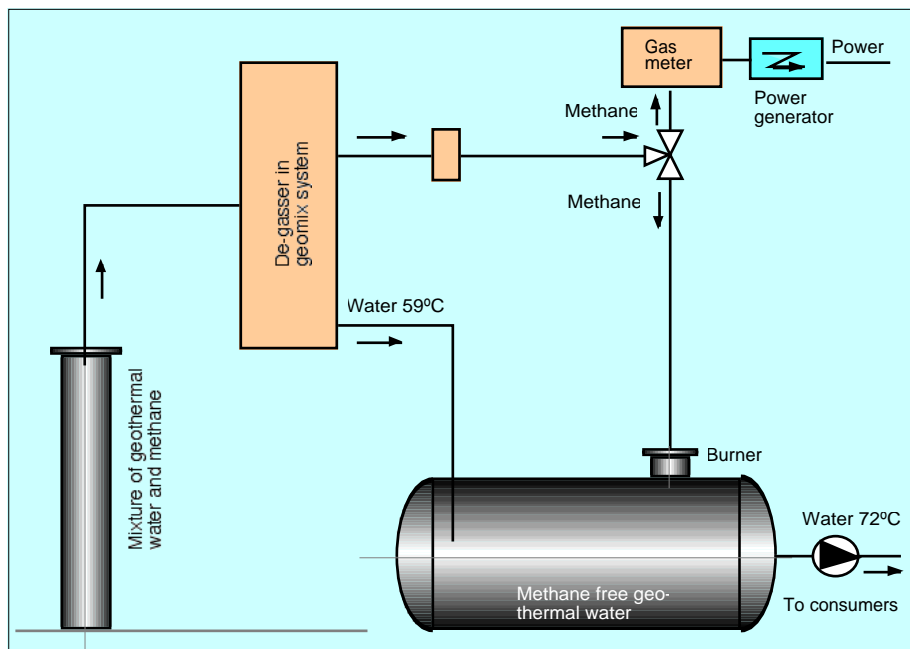 Gas
meter
Power
Power
generator
Methane
Methane
De-gasser in
geomix system
Water 59ºC
Mixture of geothermal
water and methane
Burner
Water 72ºC
Methane free geo-
thermal water
To consumers